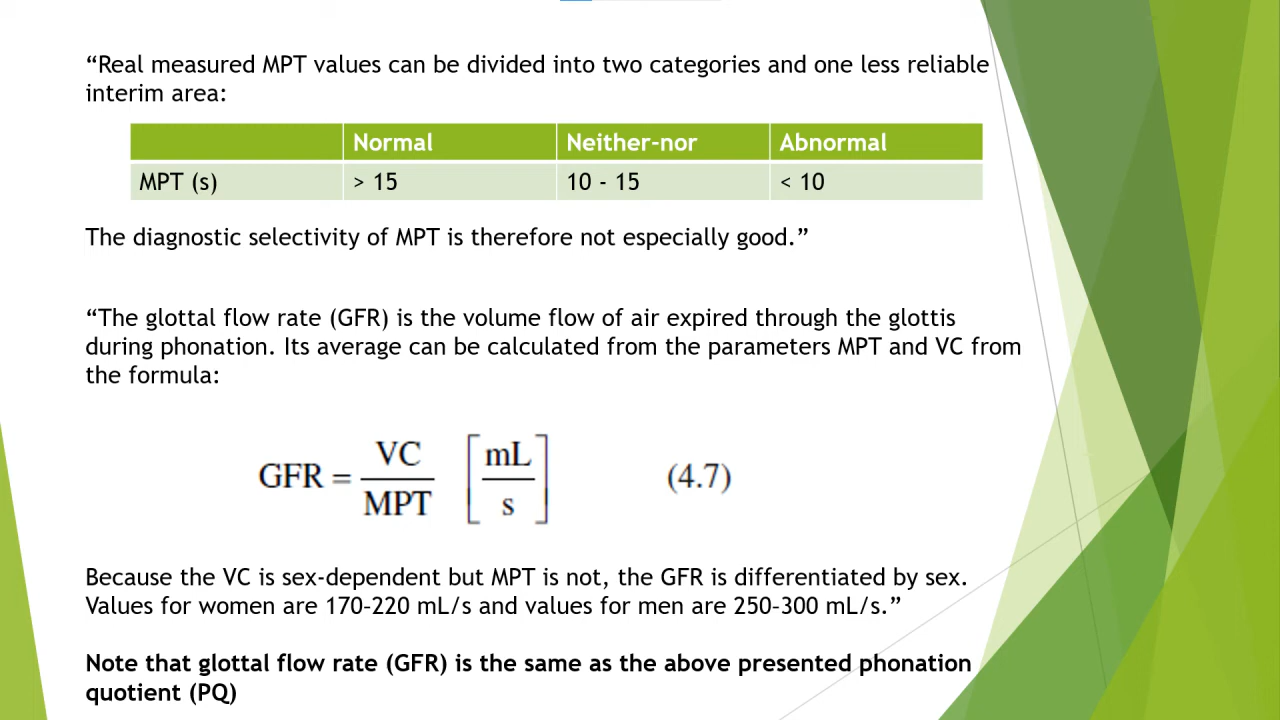 “Real measured MPT values can be divided into two categories and one less reliable
interim area:
Normal Neither-nor Abnormal
MPT (s) > 15 10 - 15 < 10
The diagnostic selectivity of MPT is therefore not especially good.”
“The glottal flow rate (GFR) is the volume flow of air expired through the glottis
during phonation. Its average can be calculated from the parameters MPT and VC from
the formula:
GFR = VC/MPT [mL/s] (4.7)
Because the VC is sex-dependent but MPT is not, the GFR is differentiated by sex.
Values for women are 170–220 mL/s and values for men are 250–300 mL/s.”
Note that glottal flow rate (GFR) is the same as the above presented phonation
quotient (PQ)